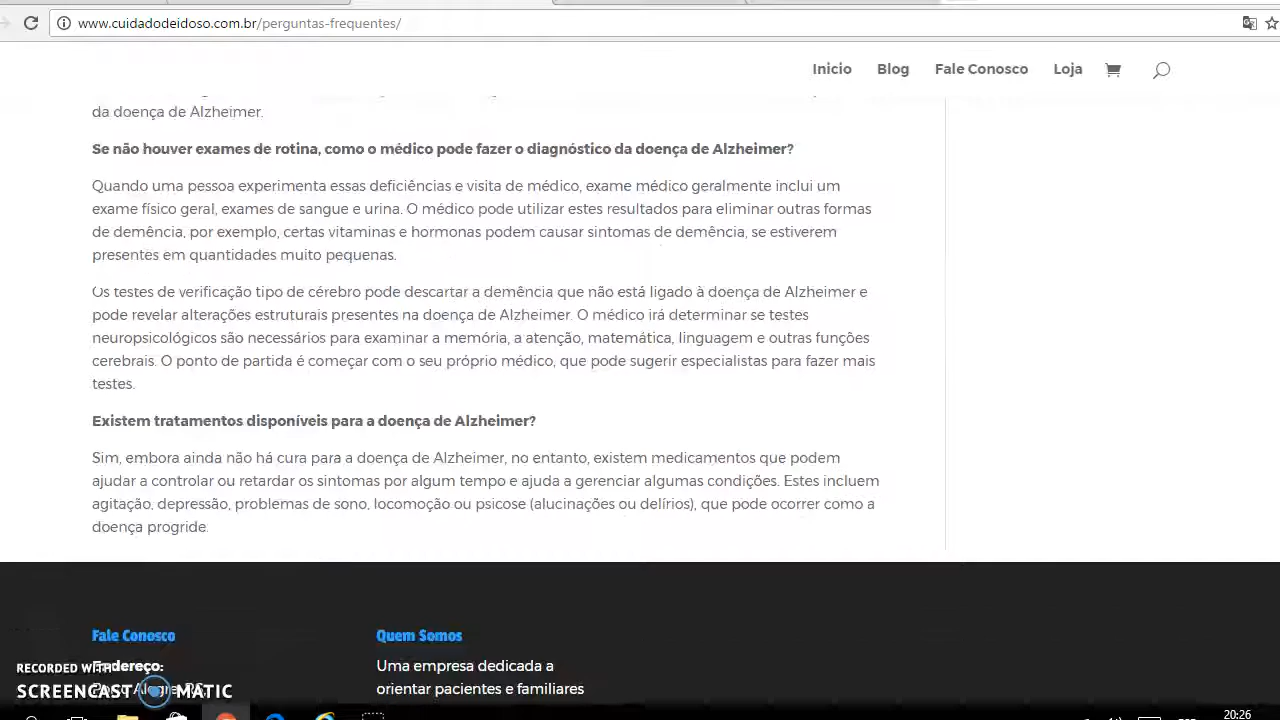 www.cuidadodeidoso.com.br/perguntas-frequentes/
Inicio Blog Fale Conosco Loja
da doença de Alzheimer.
Se não houver exames de rotina, como o médico pode fazer o diagnóstico da doença de Alzheimer?
Quando uma pessoa experimenta essas deficiências e visita de médico, exame médico geralmente inclui um
exame físico geral, exames de sangue e urina. O médico pode utilizar estes resultados para eliminar outras formas
de demência, por exemplo, certas vitaminas e hormonas podem causar sintomas de demência, se estiverem
presentes em quantidades muito pequenas.
Os testes de verificação tipo de cérebro pode descartar a demência que não está ligado à doença de Alzheimer e
pode revelar alterações estruturais presentes na doença de Alzheimer. O médico irá determinar se testes
neuropsicológicos são necessários para examinar a memória, a atenção, matemática, linguagem e outras funções
cerebrais. O ponto de partida é começar com o seu próprio médico, que pode sugerir especialistas para fazer mais
testes.
Existem tratamentos disponíveis para a doença de Alzheimer?
Sim, embora ainda não há cura para a doença de Alzheimer, no entanto, existem medicamentos que podem
ajudar a controlar ou retardar os sintomas por algum tempo e ajuda a gerenciar algumas condições. Estes incluem
agitação, depressão, problemas de sono, locomoção ou psicose (alucinações ou delírios), que pode ocorrer como a
doença progride.
Fale Conosco
Endereço:
Porto Alegre RS.
Quem Somos
Uma empresa dedicada a
orientar pacientes e familiares
RECORDED WITH
SCREENCAST MATIC
20:26